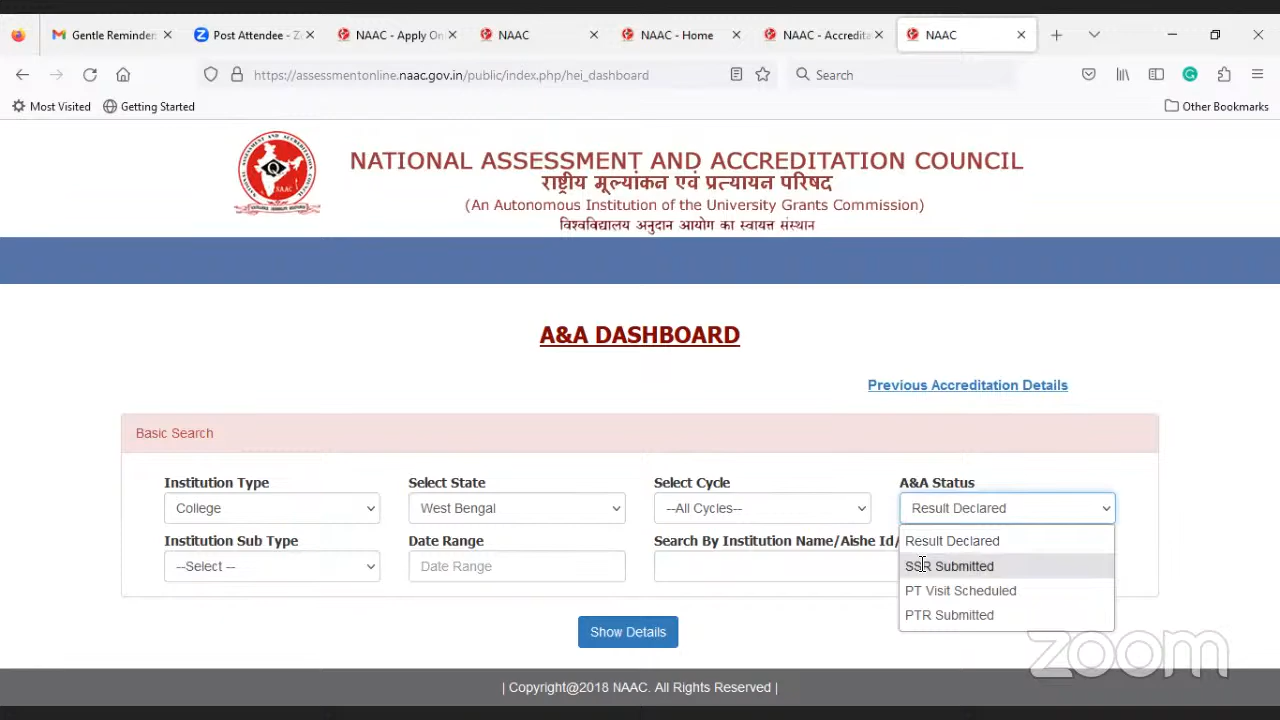 Gentle Reminder:
Post Attendee - Z
NAAC - Apply On
NAAC
NAAC - Home
NAAC - Accredita
NAAC
https://assessmentonline.naac.gov.in/public/index.php/hei_dashboard
Search
Most Visited
Getting Started
Other Bookmarks
NAAC
NATIONAL ASSESSMENT AND ACCREDITATION COUNCIL
राष्ट्रीय मूल्यांकन एवं प्रत्यायन परिषद
(An Autonomous Institution of the University Grants Commission)
विश्वविद्यालय अनुदान आयोग का स्वायत्त संस्थान
A&A DASHBOARD
Previous Accreditation Details
Basic Search
Institution Type
Select State
Select Cycle
A&A Status
College
West Bengal
--All Cycles--
Result Declared
Institution Sub Type
Date Range
Search By Institution Name/Aishe Id/
Result Declared
--Select --
Date Range
SSR Submitted
PT Visit Scheduled
PTR Submitted
Show Details
zoom
| Copyright@2018 NAAC. All Rights Reserved |